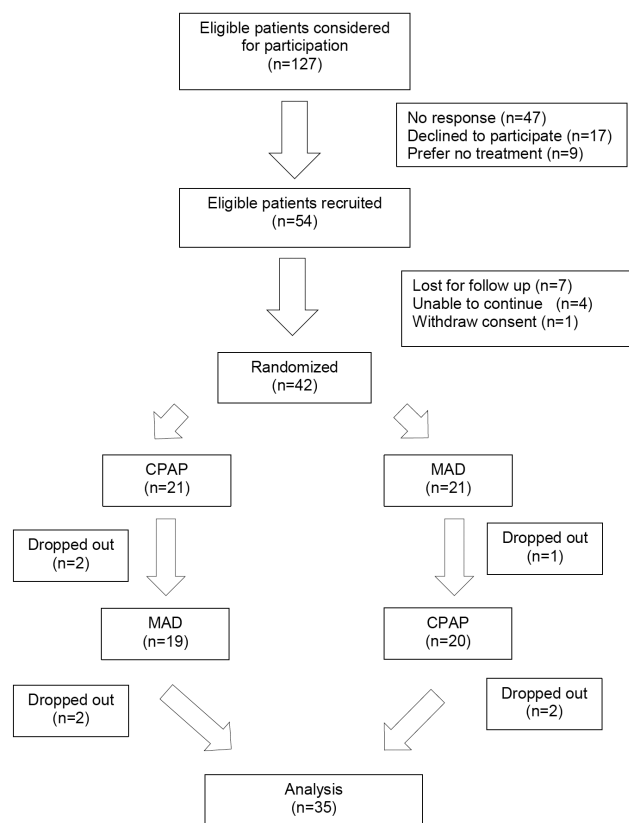 Eligible patients considered
for participation
(n=127)
No response (n=47)
Declined to participate (n=17)
Prefer no treatment (n=9)
Eligible patients recruited
(n=54)
Lost for follow up (n=7)
Unable to continue (n=4)
Withdraw consent (n=1)
Randomized
(n=42)
CPAP
(n=21)
MAD
(n=21)
Dropped out
(n=2)
Dropped out
(n=1)
MAD
(n=19)
CPAP
(n=20)
Dropped out
(n=2)
Dropped out
(n=2)
Analysis
(n=35)